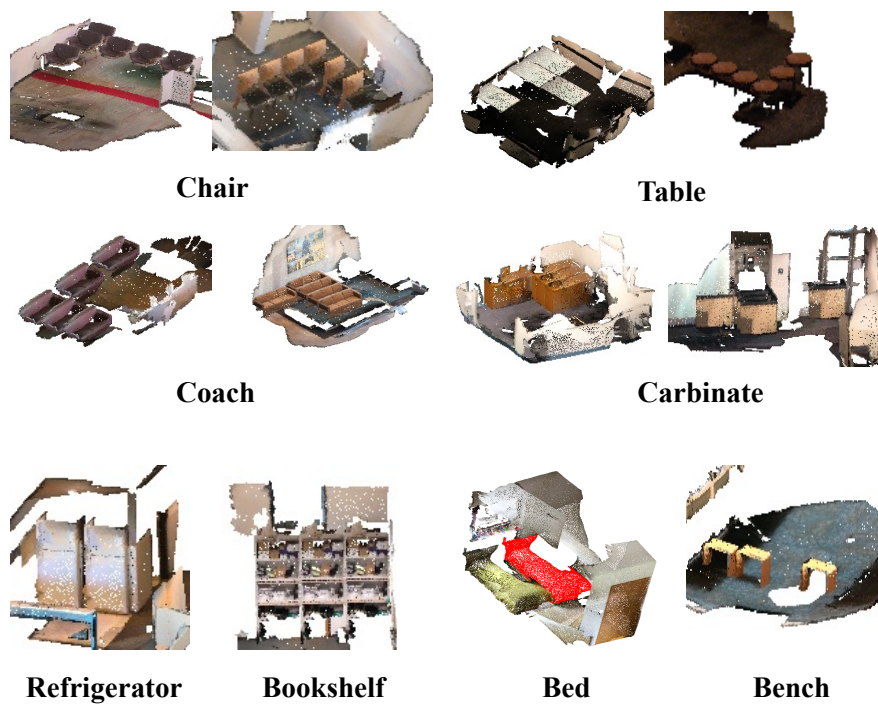 Chair
Table
Coach
Carbinate
Refrigerator
Bookshelf
Bed
Bench